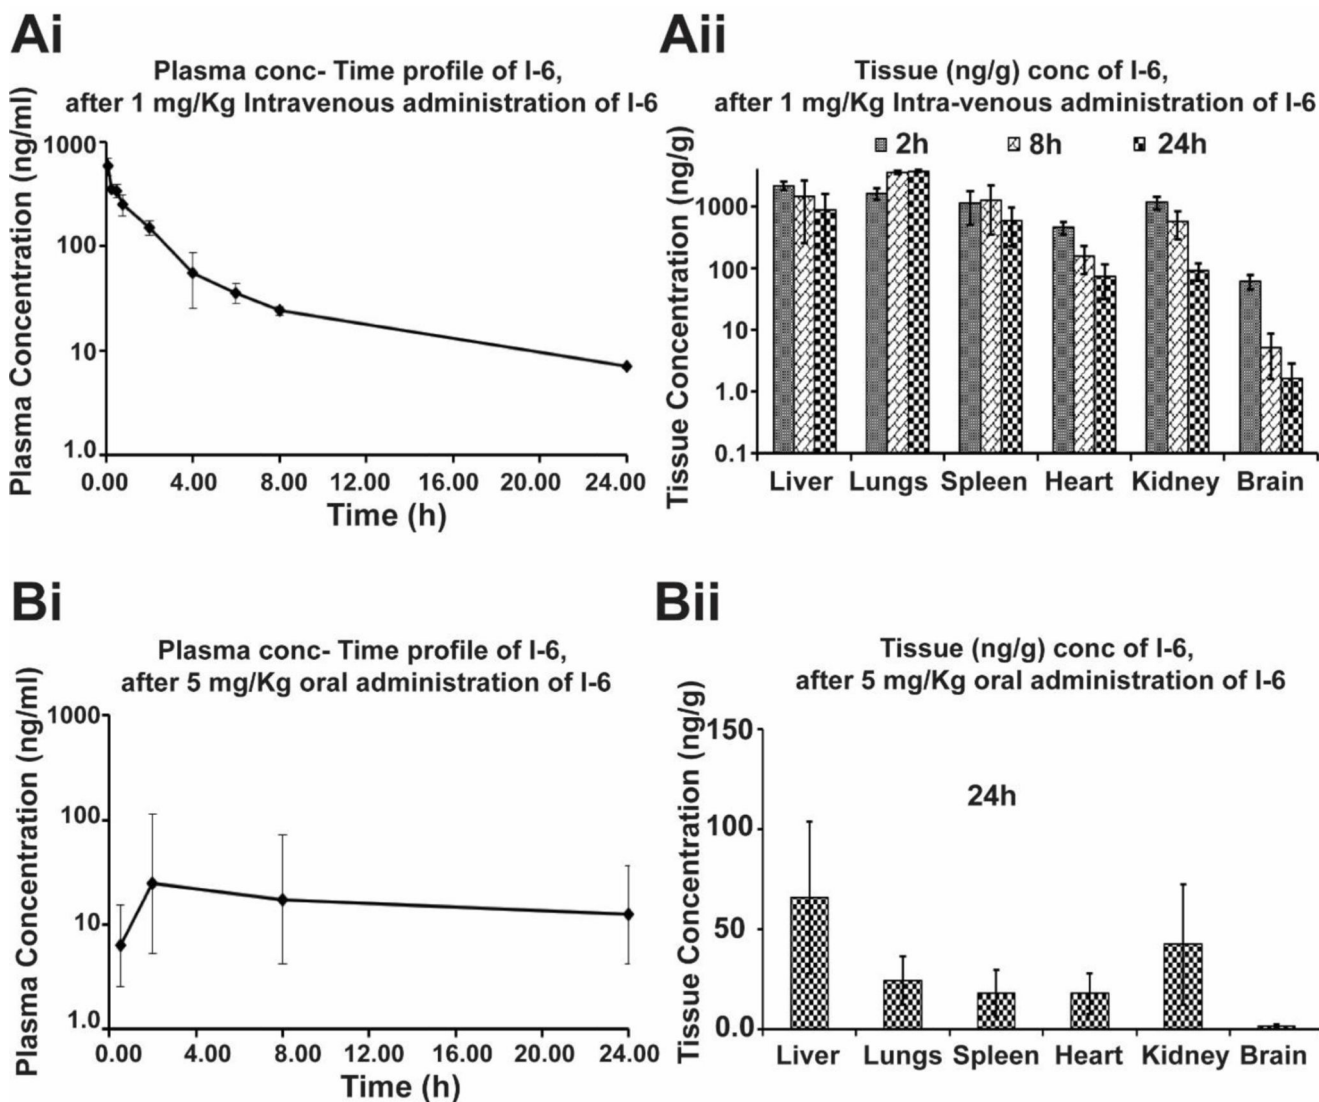 Ai
Plasma conc- Time profile of I-6,
after 1 mg/Kg Intravenous administration of I-6
Plasma Concentration (ng/ml)
1000
100
10
1.0
0.00 4.00 8.00 12.00 16.00 20.00 24.00
Time (h)
Aii
Tissue (ng/g) conc of I-6,
after 1 mg/Kg Intra-venous administration of I-6
2h 8h 24h
Tissue Concentration (ng/g)
1000
100
10
1.0
0.1
Liver Lungs Spleen Heart Kidney Brain
Bi
Plasma conc- Time profile of I-6,
after 5 mg/Kg oral administration of I-6
Plasma Concentration (ng/ml)
1000
100
10
1.0
0.00 4.00 8.00 12.00 16.00 20.00 24.00
Time (h)
Bii
Tissue (ng/g) conc of I-6,
after 5 mg/Kg oral administration of I-6
Tissue Concentration (ng/g)
150
100
50
0.0
24h
Liver Lungs Spleen Heart Kidney Brain